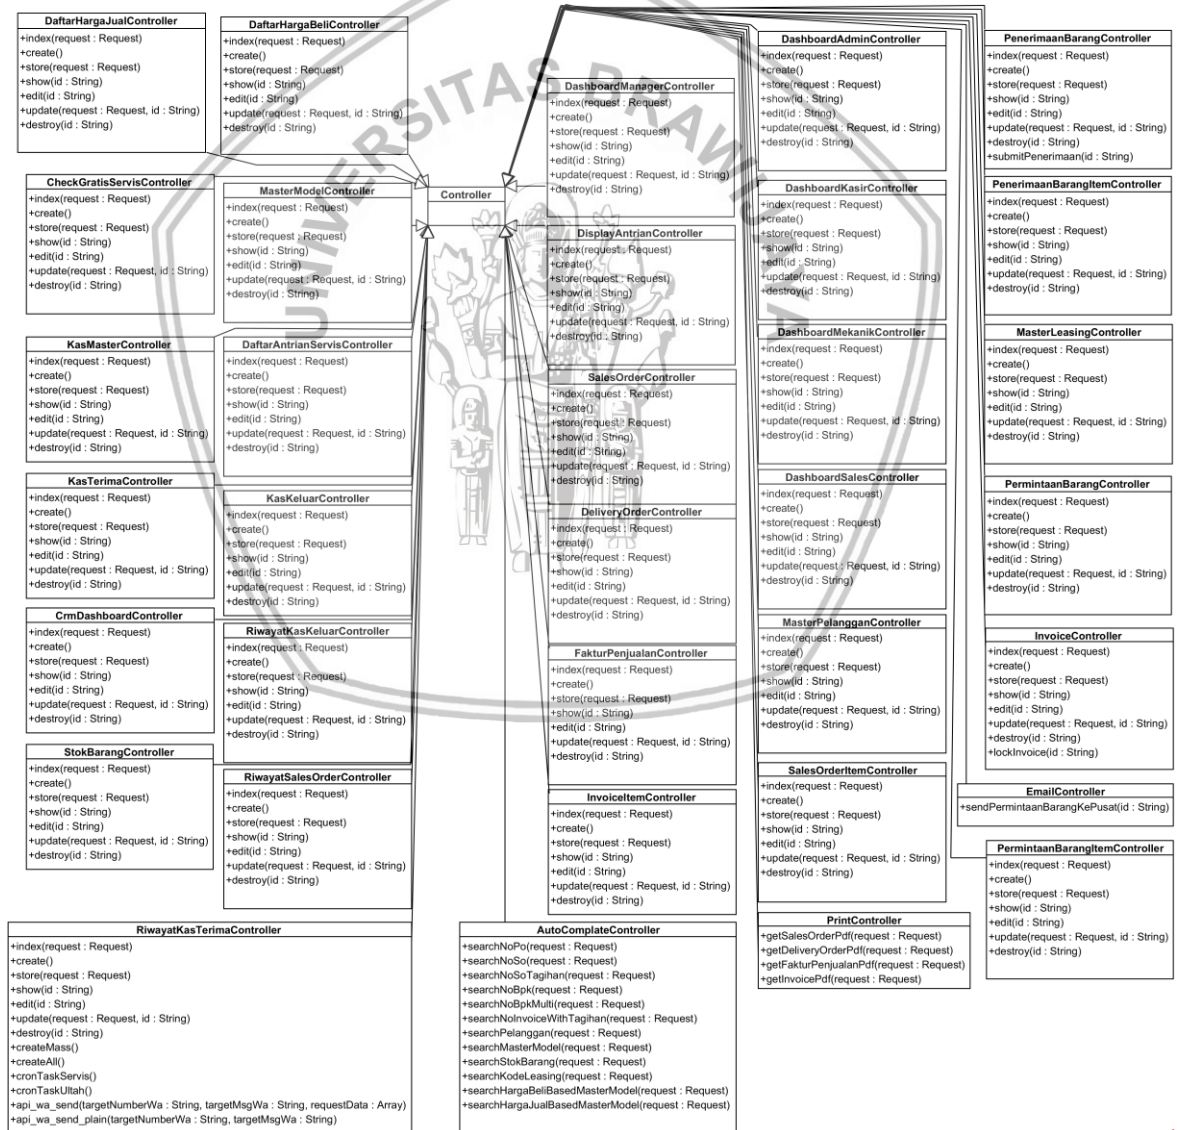 DaftarHargaJualController
+index(request : Request)
+create()
+store(request : Request)
+show(id : String)
+edit(id : String)
+update(request : Request, id : String)
+destroy(id : String)
DaftarHargaBeliController
+index(request : Request)
+create()
+store(request : Request)
+show(id : String)
+edit(id : String)
+update(request : Request, id : String)
+destroy(id : String)
UNIVERSITAS BRAWIJAYA
Controller
CheckGratisServisController
+index(request : Request)
+create()
+store(request : Request)
+show(id : String)
+edit(id : String)
+update(request : Request, id : String)
+destroy(id : String)
MasterModelController
+index(request : Request)
+create()
+store(request : Request)
+show(id : String)
+edit(id : String)
+update(request : Request, id : String)
+destroy(id : String)
KasMasterController
+index(request : Request)
+create()
+store(request : Request)
+show(id : String)
+edit(id : String)
+update(request : Request, id : String)
+destroy(id : String)
DaftarAntrianServisController
+index(request : Request)
+create()
+store(request : Request)
+show(id : String)
+edit(id : String)
+update(request : Request, id : String)
+destroy(id : String)
KasTerimaController
+index(request : Request)
+create()
+store(request : Request)
+show(id : String)
+edit(id : String)
+update(request : Request, id : String)
+destroy(id : String)
KasKeluarController
+index(request : Request)
+create()
+store(request : Request)
+show(id : String)
+edit(id : String)
+update(request : Request, id : String)
+destroy(id : String)
CrmDashboardController
+index(request : Request)
+create()
+store(request : Request)
+show(id : String)
+edit(id : String)
+update(request : Request, id : String)
+destroy(id : String)
RiwayatKasKeluarController
+index(request : Request)
+create()
+store(request : Request)
+show(id : String)
+edit(id : String)
+update(request : Request, id : String)
+destroy(id : String)
StokBarangController
+index(request : Request)
+create()
+store(request : Request)
+show(id : String)
+edit(id : String)
+update(request : Request, id : String)
+destroy(id : String)
RiwayatSalesOrderController
+index(request : Request)
+create()
+store(request : Request)
+show(id : String)
+edit(id : String)
+update(request : Request, id : String)
+destroy(id : String)
RiwayatKasTerimaController
+index(request : Request)
+create()
+store(request : Request)
+show(id : String)
+edit(id : String)
+update(request : Request, id : String)
+destroy(id : String)
+createMass()
+createAll()
+cronTaskServis()
+cronTaskUltah()
+api_wa_send(targetNumberWa : String, targetMsgWa : String, requestData : Array)
+api_wa_send_plain(targetNumberWa : String, targetMsgWa : String)
DashboardManagerController
+index(request : Request)
+create()
+store(request : Request)
+show(id : String)
+edit(id : String)
+update(request : Request, id : String)
+destroy(id : String)
DisplayAntrianController
+index(request : Request)
+create()
+store(request : Request)
+show(id : String)
+edit(id : String)
+update(request : Request, id : String)
+destroy(id : String)
SalesOrderController
+index(request : Request)
+create()
+store(request : Request)
+show(id : String)
+edit(id : String)
+update(request : Request, id : String)
+destroy(id : String)
DeliveryOrderController
+index(request : Request)
+create()
+store(request : Request)
+show(id : String)
+edit(id : String)
+update(request : Request, id : String)
+destroy(id : String)
FakturPenjualanController
+index(request : Request)
+create()
+store(request : Request)
+show(id : String)
+edit(id : String)
+update(request : Request, id : String)
+destroy(id : String)
InvoiceItemController
+index(request : Request)
+create()
+store(request : Request)
+show(id : String)
+edit(id : String)
+update(request : Request, id : String)
+destroy(id : String)
AutoComplateController
+searchNoPo(request : Request)
+searchNoSo(request : Request)
+searchNoSoTagihan(request : Request)
+searchNoBpk(request : Request)
+searchNoBpkMulti(request : Request)
+searchNoInvoiceWithTagihan(request : Request)
+searchPelanggan(request : Request)
+searchMasterModel(request : Request)
+searchStokBarang(request : Request)
+searchKodeLeasing(request : Request)
+searchHargaBeliBasedMasterModel(request : Request)
+searchHargaJualBasedMasterModel(request : Request)
DashboardAdminController
+index(request : Request)
+create()
+store(request : Request)
+show(id : String)
+edit(id : String)
+update(request : Request, id : String)
+destroy(id : String)
DashboardKasirController
+index(request : Request)
+create()
+store(request : Request)
+show(id : String)
+edit(id : String)
+update(request : Request, id : String)
+destroy(id : String)
DashboardMekanikController
+index(request : Request)
+create()
+store(request : Request)
+show(id : String)
+edit(id : String)
+update(request : Request, id : String)
+destroy(id : String)
DashboardSalesController
+index(request : Request)
+create()
+store(request : Request)
+show(id : String)
+edit(id : String)
+update(request : Request, id : String)
+destroy(id : String)
MasterPelangganController
+index(request : Request)
+create()
+store(request : Request)
+show(id : String)
+edit(id : String)
+update(request : Request, id : String)
+destroy(id : String)
SalesOrderItemController
+index(request : Request)
+create()
+store(request : Request)
+show(id : String)
+edit(id : String)
+update(request : Request, id : String)
+destroy(id : String)
PrintController
+getSalesOrderPdf(request : Request)
+getDeliveryOrderPdf(request : Request)
+getFakturPenjualanPdf(request : Request)
+getInvoicePdf(request : Request)
PenerimaanBarangController
+index(request : Request)
+create()
+store(request : Request)
+show(id : String)
+edit(id : String)
+update(request : Request, id : String)
+destroy(id : String)
+submitPenerimaan(id : String)
PenerimaanBarangItemController
+index(request : Request)
+create()
+store(request : Request)
+show(id : String)
+edit(id : String)
+update(request : Request, id : String)
+destroy(id : String)
MasterLeasingController
+index(request : Request)
+create()
+store(request : Request)
+show(id : String)
+edit(id : String)
+update(request : Request, id : String)
+destroy(id : String)
PermintaanBarangController
+index(request : Request)
+create()
+store(request : Request)
+show(id : String)
+edit(id : String)
+update(request : Request, id : String)
+destroy(id : String)
InvoiceController
+index(request : Request)
+create()
+store(request : Request)
+show(id : String)
+edit(id : String)
+update(request : Request, id : String)
+destroy(id : String)
+lockInvoice(id : String)
EmailController
+sendPermintaanBarangKePusat(id : String)
PermintaanBarangItemController
+index(request : Request)
+create()
+store(request : Request)
+show(id : String)
+edit(id : String)
+update(request : Request, id : String)
+destroy(id : String)